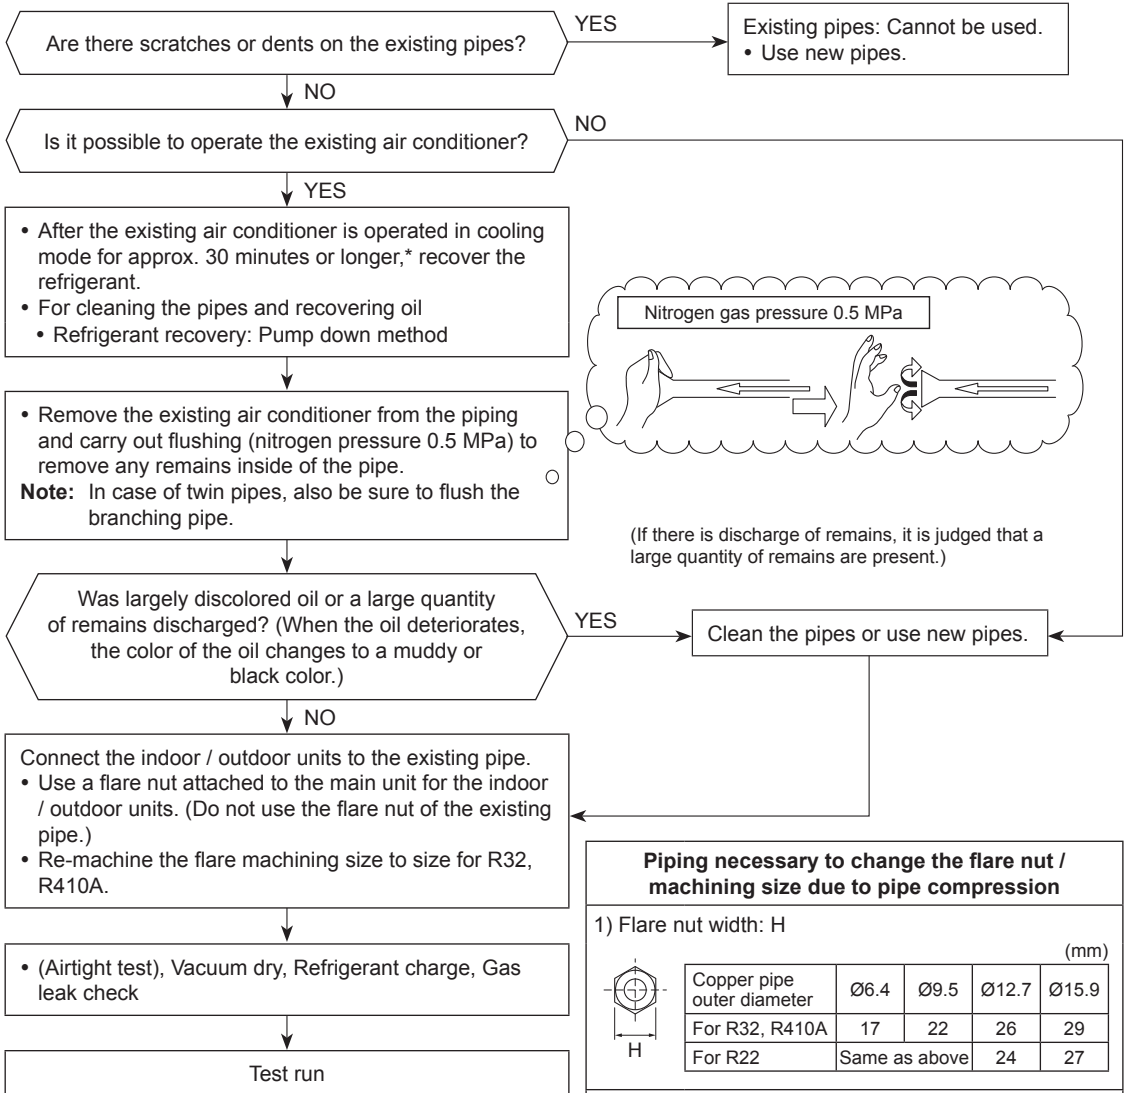 Are there scratches or dents on the existing pipes?
YES
Existing pipes: Cannot be used.
• Use new pipes.
NO
Is it possible to operate the existing air conditioner?
NO
YES
• After the existing air conditioner is operated in cooling
mode for approx. 30 minutes or longer,* recover the
refrigerant.
• For cleaning the pipes and recovering oil
• Refrigerant recovery: Pump down method
Nitrogen gas pressure 0.5 MPa
• Remove the existing air conditioner from the piping
and carry out flushing (nitrogen pressure 0.5 MPa) to
remove any remains inside of the pipe.
Note: In case of twin pipes, also be sure to flush the
branching pipe.
(If there is discharge of remains, it is judged that a
large quantity of remains are present.)
Was largely discolored oil or a large quantity
of remains discharged? (When the oil deteriorates,
the color of the oil changes to a muddy or
black color.)
YES
Clean the pipes or use new pipes.
NO
Connect the indoor / outdoor units to the existing pipe.
• Use a flare nut attached to the main unit for the indoor
/ outdoor units. (Do not use the flare nut of the existing
pipe.)
• Re-machine the flare machining size to size for R32,
R410A.
• (Airtight test), Vacuum dry, Refrigerant charge, Gas
leak check
Test run
Piping necessary to change the flare nut /
machining size due to pipe compression
1) Flare nut width: H
(mm)
H
Copper pipe
outer diameter Ø6.4 Ø9.5 Ø12.7 Ø15.9
For R32, R410A 17 22 26 29
For R22 Same as above 24 27